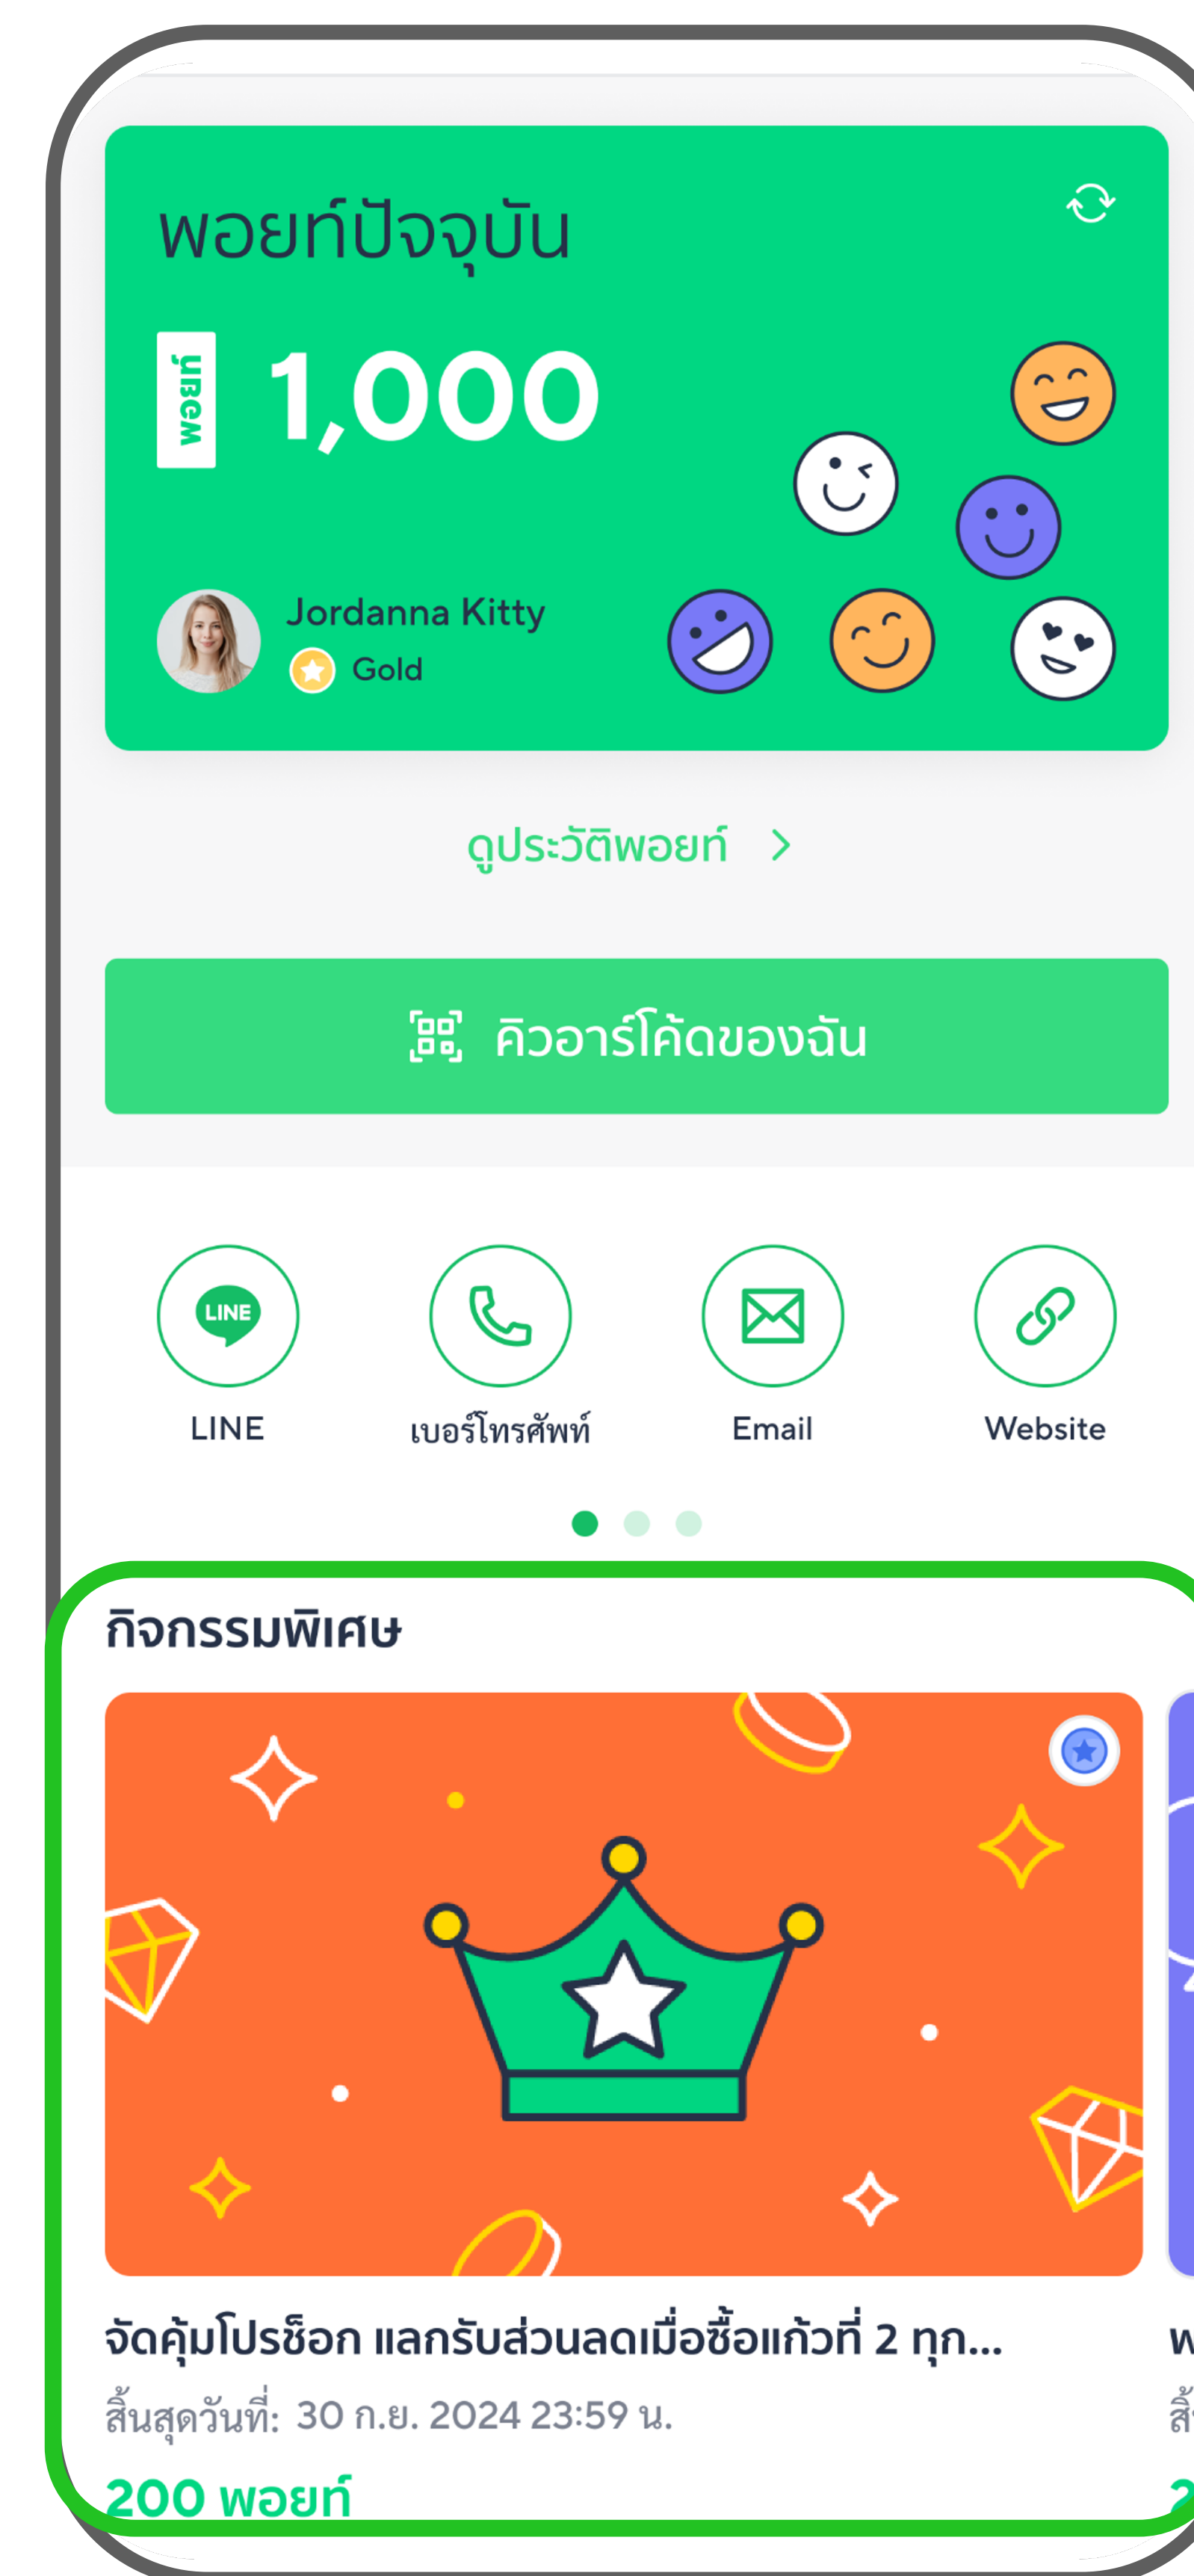 พอยท์ปัจจุบัน
พอยท์ 1,000
Jordanna Kitty
Gold
ดูประวัติพอยท์
คิวอาร์โค้ดของฉัน
LINE
LINE
เบอร์โทรศัพท์
Email
Website
กิจกรรมพิเศษ
จัดคุ้มโปรช็อก แลกรับส่วนลดเมื่อซื้อแก้วที่ 2 ทุก...
สิ้นสุดวันที่: 30 ก.ย. 2024 23:59 น.
200 พอยท์